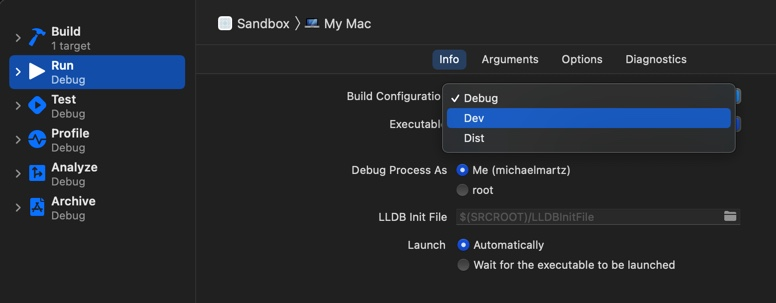 Sandbox 〉 My Mac
Build
1 target
Run
Debug
Test
Debug
Profile
Debug
Analyze
Debug
Archive
Debug
Info Arguments Options Diagnostics
Build Configuratio
Debug
Dev
Dist
Executabl
Debug Process As Me (michaelmartz)
root
LLDB Init File $(SRCROOT)/LLDBInitFile
Launch Automatically
Wait for the executable to be launched